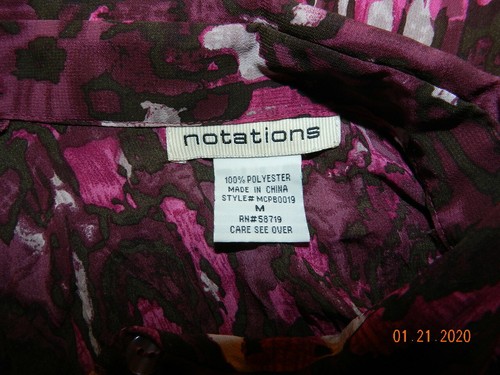 notations
100% POLYESTER
MADE IN CHINA
STYLE# MCPB0019
M
RN#58719
CARE SEE OVER
01.21.2020